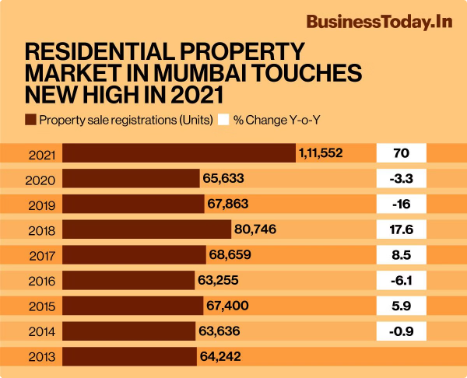 BusinessToday.In
RESIDENTIAL PROPERTY
MARKET IN MUMBAI TOUCHES
NEW HIGH IN 2021
Property sale registrations (Units) % Change Y-o-Y
2021 1,11,552 70
2020 65,633 -3.3
2019 67,863 -16
2018 80,746 17.6
2017 68,659 8.5
2016 63,255 -6.1
2015 67,400 5.9
2014 63,636 -0.9
2013 64,242